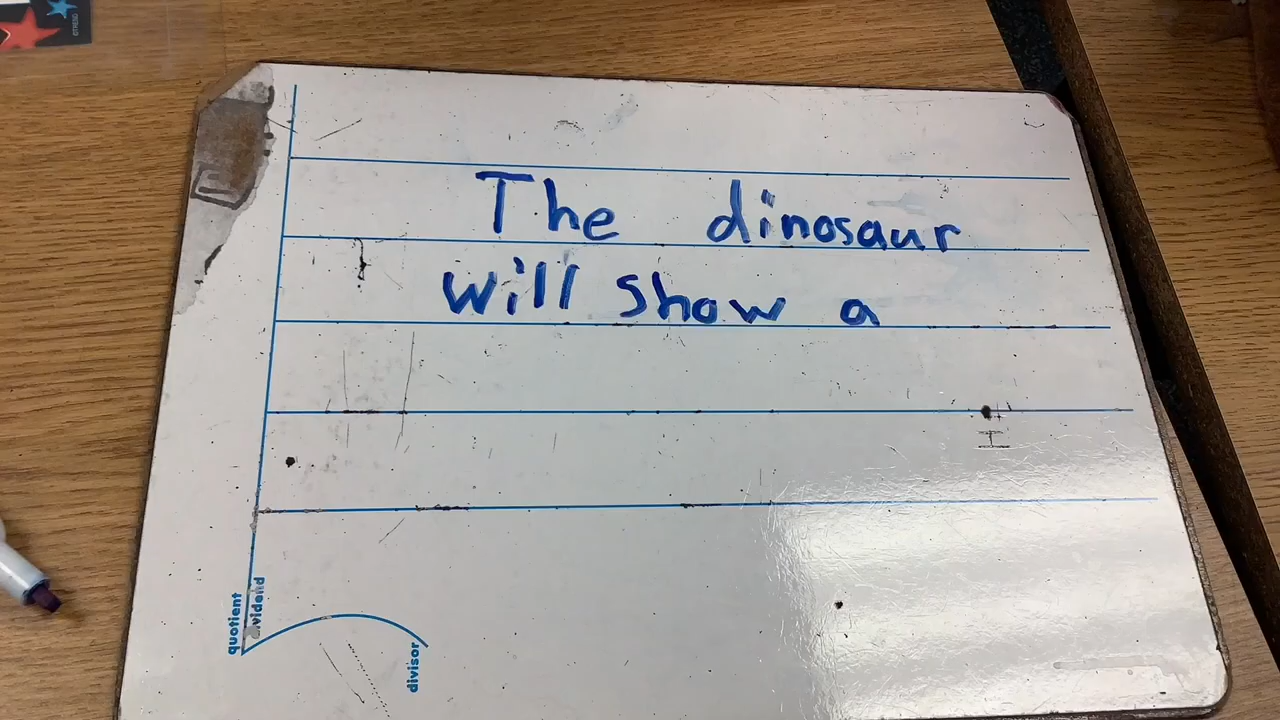 The dinosaur
will show a
quotient
dividend
divisor